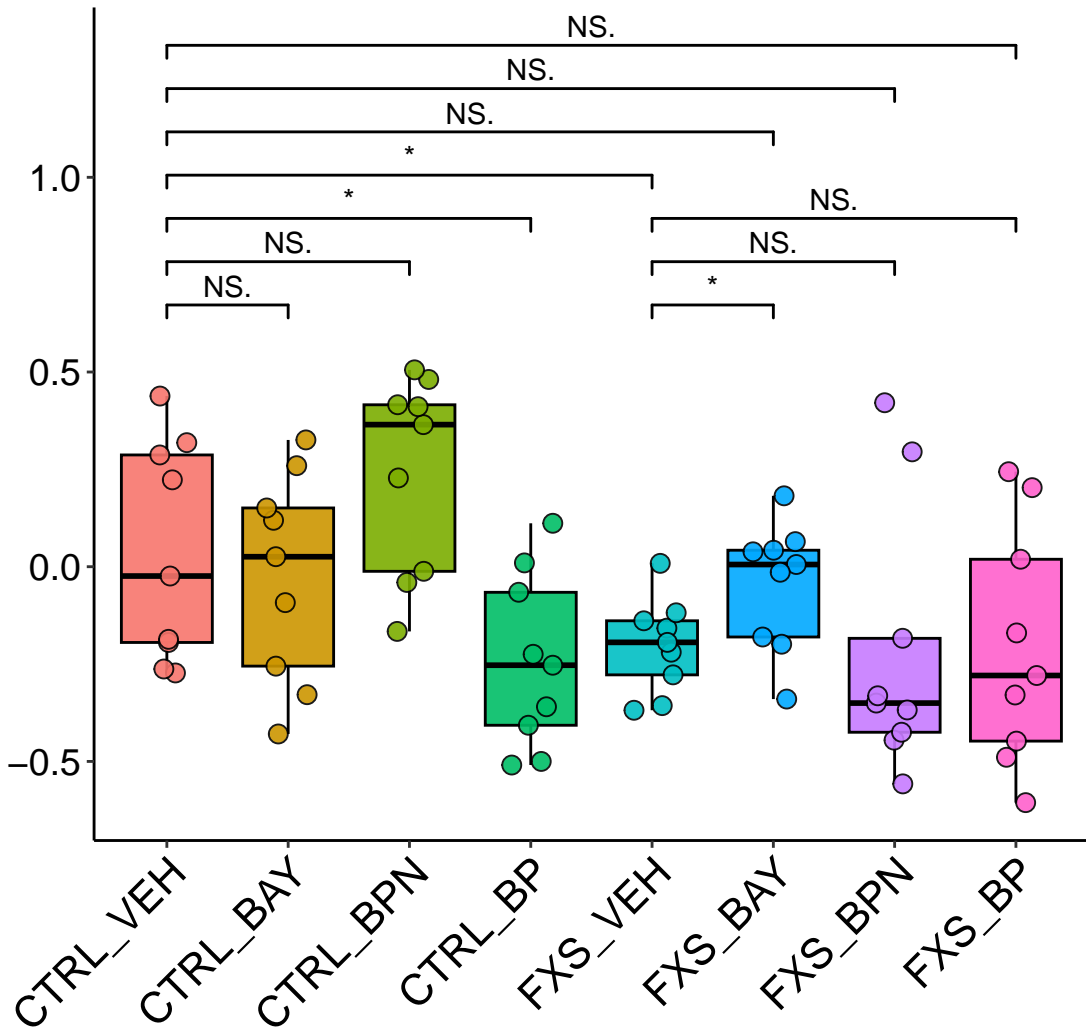 NS.
NS.
NS.
*
*
NS.
NS.
NS.
NS.
*
1.0
0.5
0.0
−0.5
CTRL_VEH
CTRL_BAY
CTRL_BPN
CTRL_BP
FXS_VEH
FXS_BAY
FXS_BPN
FXS_BP